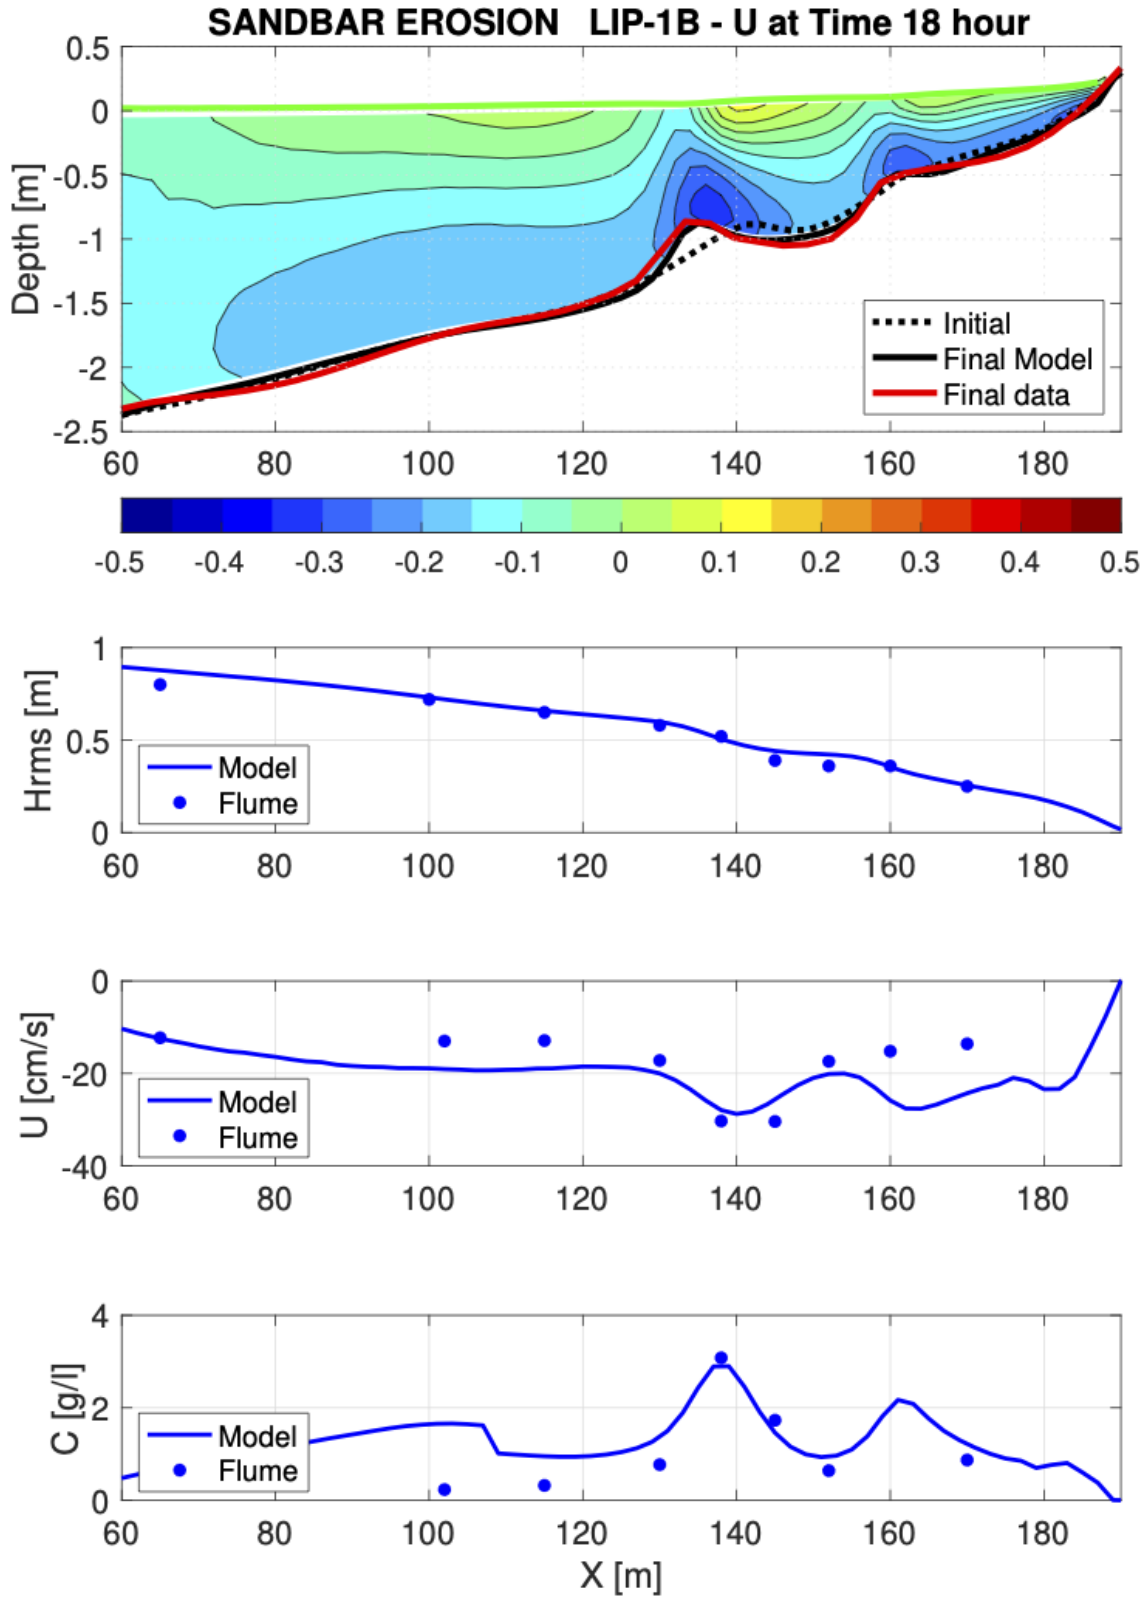 SANDBAR EROSION LIP-1B - U at Time 18 hour
0.5
0
-0.5
-1
-1.5
-2
-2.5
Depth [m]
Initial
Final Model
Final data
60 80 100 120 140 160 180
-0.5 -0.4 -0.3 -0.2 -0.1 0 0.1 0.2 0.3 0.4 0.5
1
0.5
0
Hrms [m]
Model
Flume
60 80 100 120 140 160 180
0
-20
-40
U [cm/s]
Model
Flume
60 80 100 120 140 160 180
4
2
0
C [g/l]
Model
Flume
60 80 100 120 140 160 180
X [m]